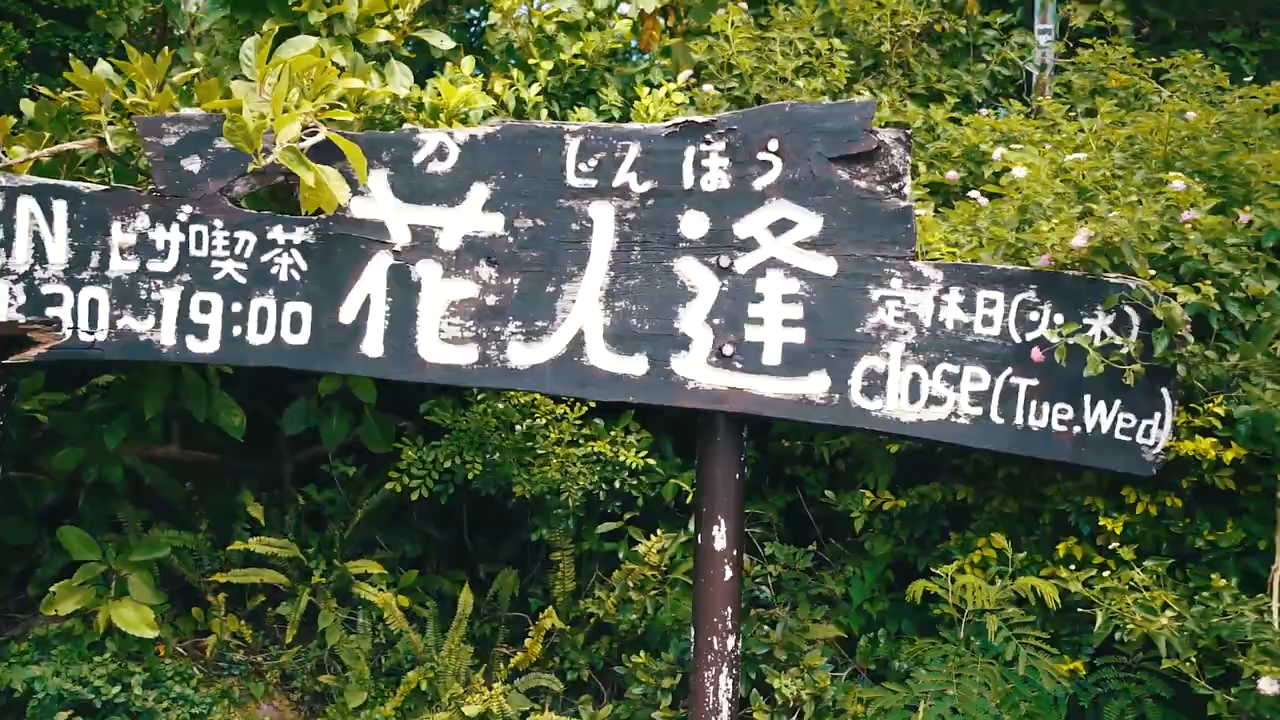 か じん ほう
EN ピザ喫茶 花人逢
:30~19:00
定休日(火.水)
close(Tue.Wed)